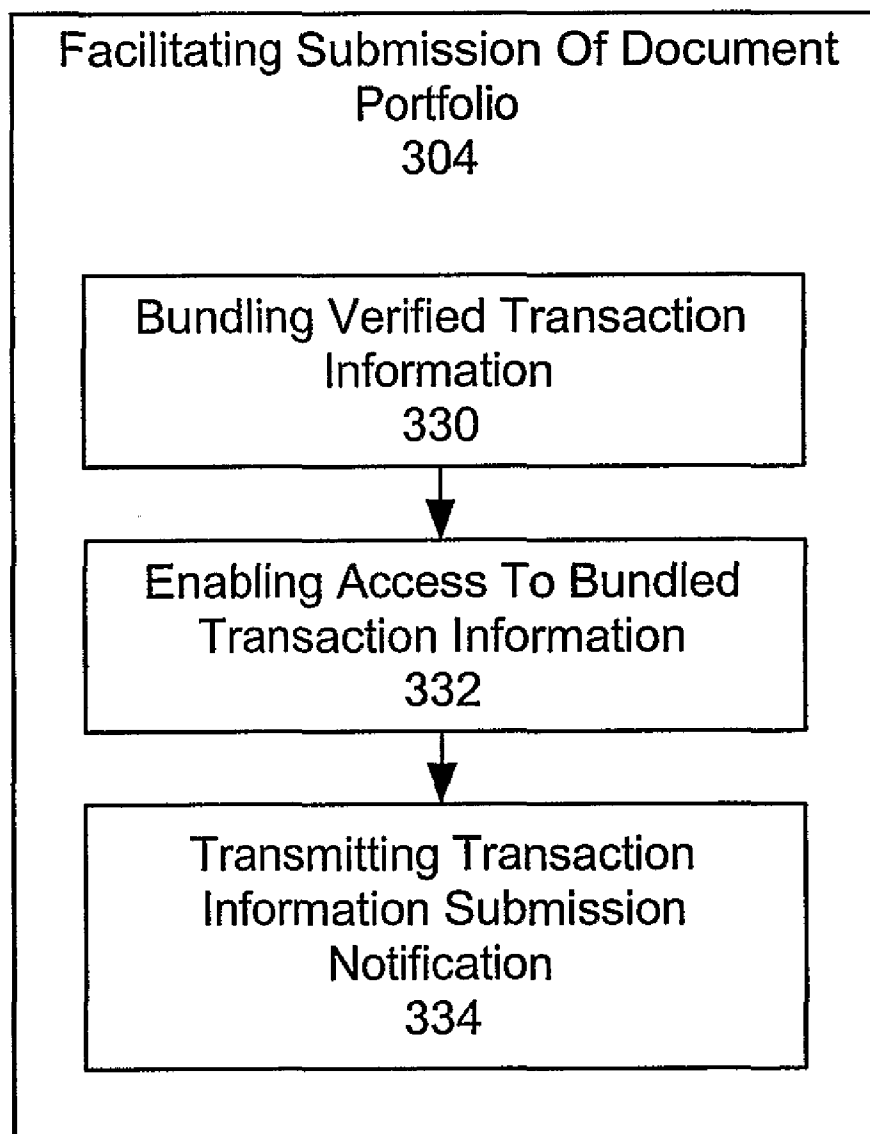 Facilitating Submission Of Document
Portfolio
304
Bundling Verified Transaction
Information
330
Enabling Access To Bundled
Transaction Information
332
Transmitting Transaction
Information Submission
Notification
334